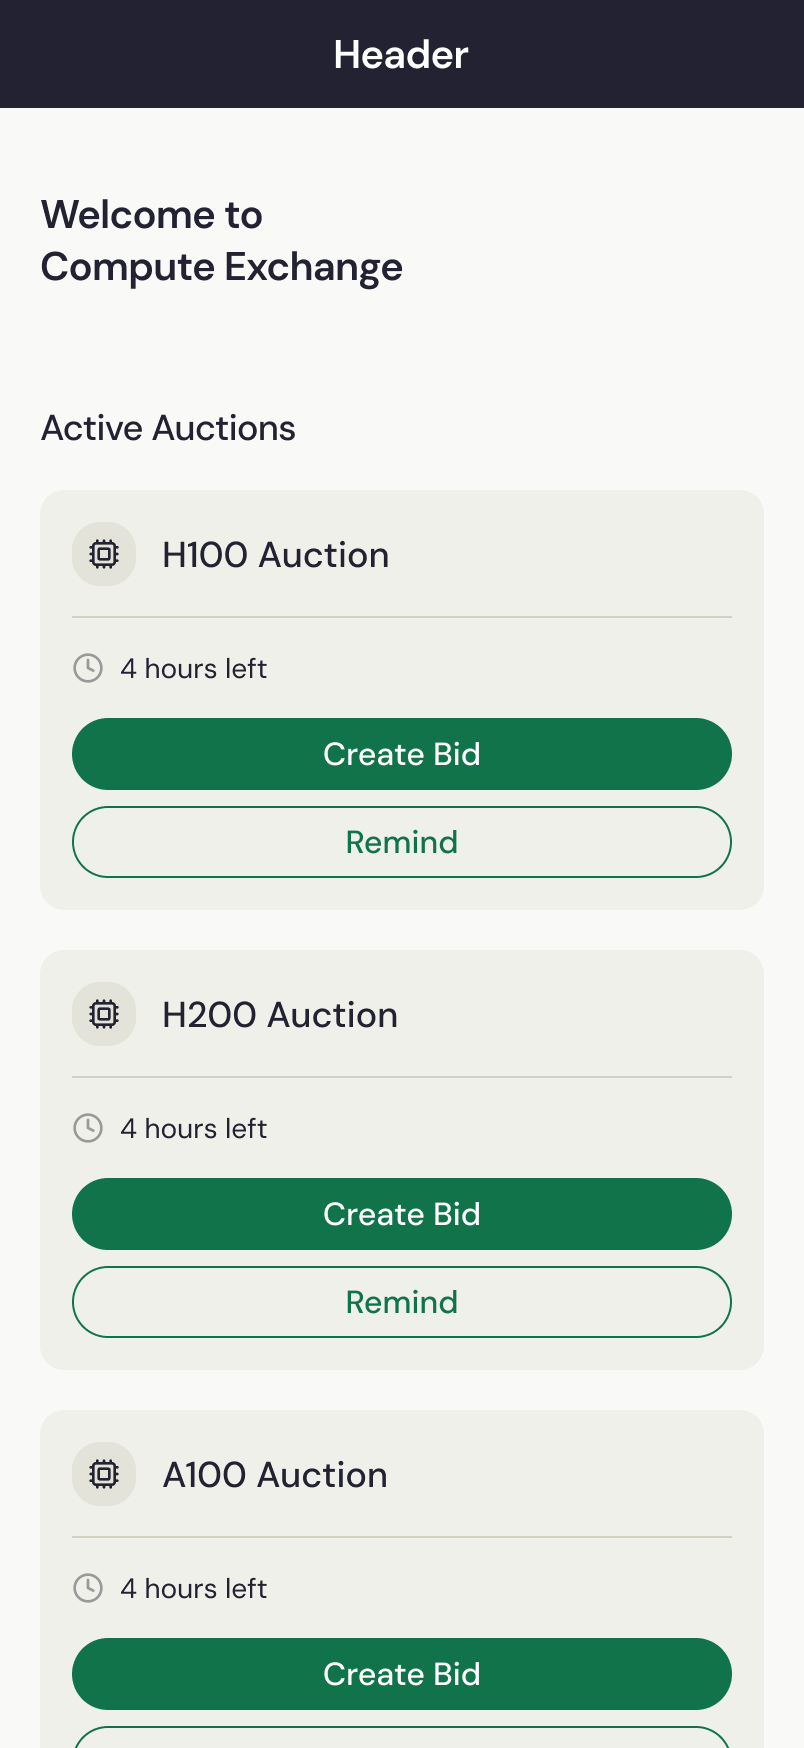 Header
Welcome to
Compute Exchange
Active Auctions
H100 Auction
4 hours left
Create Bid
Remind
H200 Auction
4 hours left
Create Bid
Remind
A100 Auction
4 hours left
Create Bid